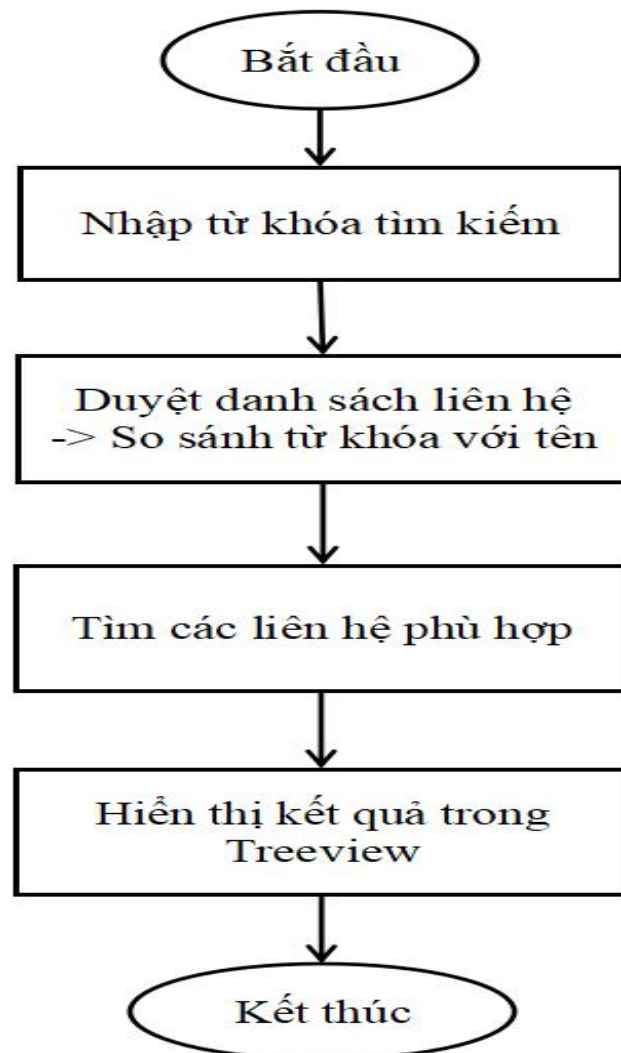 Bắt đầu
Nhập từ khóa tìm kiếm
Duyệt danh sách liên hệ
-> So sánh từ khóa với tên
Tìm các liên hệ phù hợp
Hiển thị kết quả trong
Treeview
Kết thúc